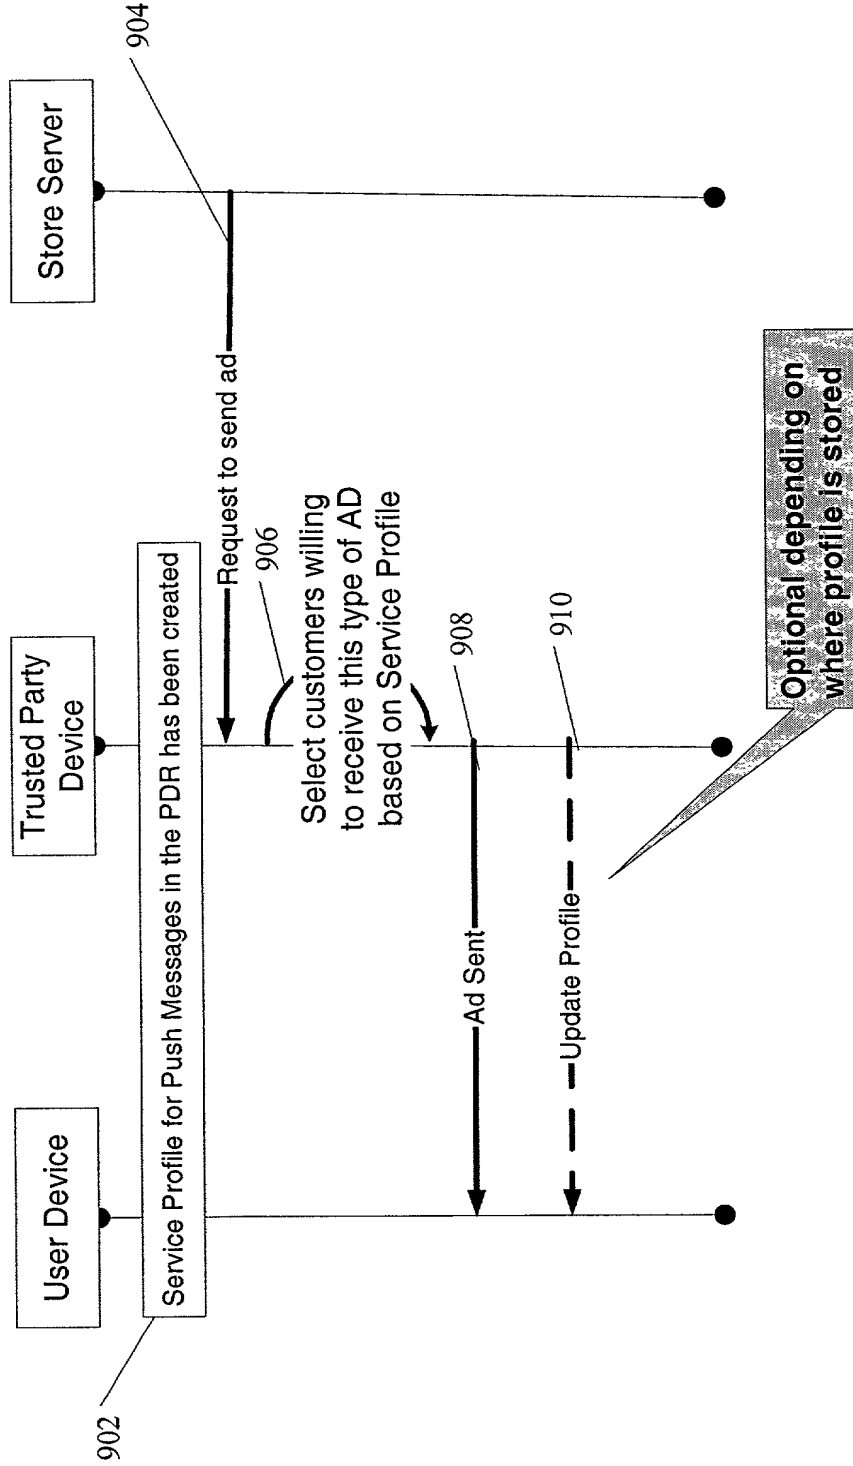 902
User Device
Trusted Party
Device
Store Server
904
Service Profile for Push Messages in the PDR has been created
Request to send ad
906
Select customers willing
to receive this type of AD
based on Service Profile
908
Ad Sent
910
Update Profile
Optional depending on
where profile is stored